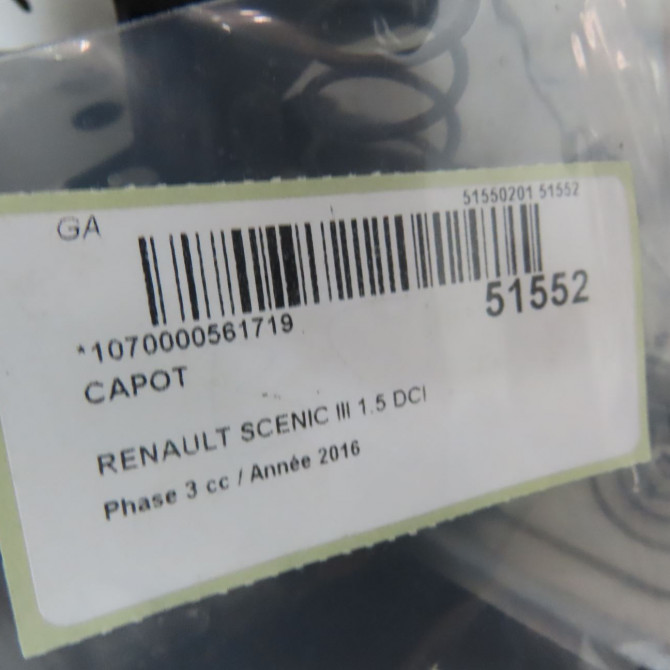 51550201 51552
GA
51552
*1070000561719
CAPOT
RENAULT SCENIC III 1.5 DCI
Phase 3 cc / Année 2016